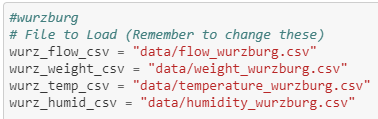 #wurzburg
# File to Load (Remember to change these)
wurz_flow_csv = "data/flow_wurzburg.csv"
wurz_weight_csv = "data/weight_wurzburg.csv"
wurz_temp_csv = "data/temperature_wurzburg.csv"
wurz_humid_csv = "data/humidity_wurzburg.csv"